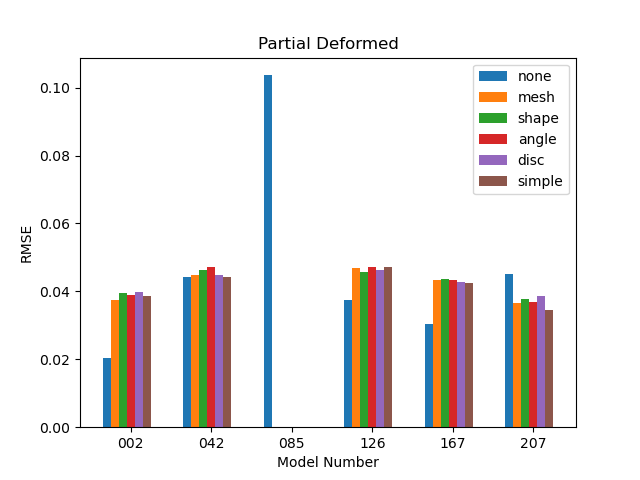 Partial Deformed
none
mesh
shape
angle
disc
simple
RMSE
0.10
0.08
0.06
0.04
0.02
0.00
002 042 085 126 167 207
Model Number